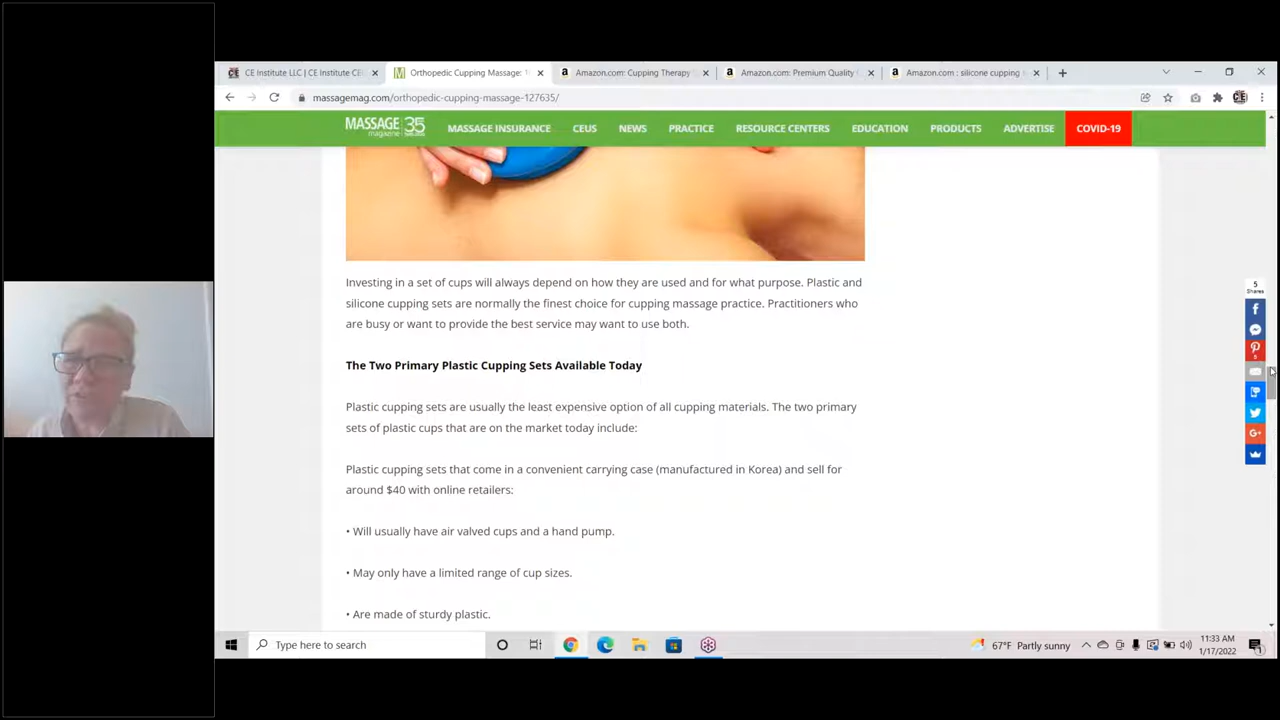 CE Institute LLC | CE Institute CE
Orthopedic Cupping Massage:
Amazon.com: Cupping Therapy
Amazon.com: Premium Quality
Amazon.com : silicone cupping
massagemag.com/orthopedic-cupping-massage-127635/
CE
MASSAGE magazine 35
MASSAGE INSURANCE CEUS NEWS PRACTICE RESOURCE CENTERS EDUCATION PRODUCTS ADVERTISE COVID-19
Investing in a set of cups will always depend on how they are used and for what purpose. Plastic and
silicone cupping sets are normally the finest choice for cupping massage practice. Practitioners who
are busy or want to provide the best service may want to use both.
5
Shares
The Two Primary Plastic Cupping Sets Available Today
Plastic cupping sets are usually the least expensive option of all cupping materials. The two primary
sets of plastic cups that are on the market today include:
Plastic cupping sets that come in a convenient carrying case (manufactured in Korea) and sell for
around $40 with online retailers:
• Will usually have air valved cups and a hand pump.
• May only have a limited range of cup sizes.
• Are made of sturdy plastic.
Type here to search
67°F Partly sunny
11:33 AM
1/17/2022